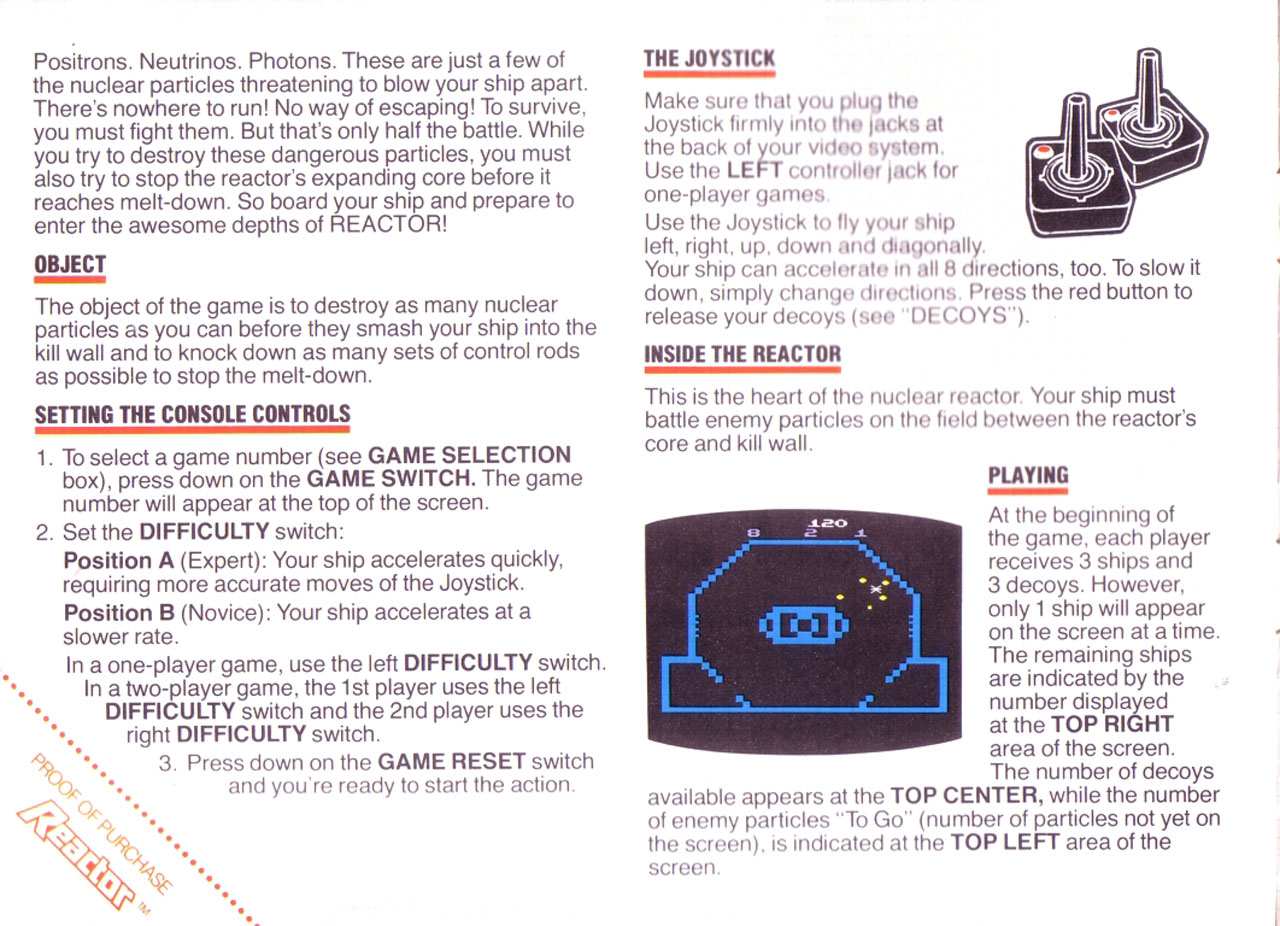 Positrons. Neutrinos. Photons. These are just a few of
the nuclear particles threatening to blow your ship apart.
There's nowhere to run! No way of escaping! To survive,
you must fight them. But that's only half the battle. While
you try to destroy these dangerous particles, you must
also try to stop the reactor's expanding core before it
reaches melt-down. So board your ship and prepare to
enter the awesome depths of REACTOR!
OBJECT
The object of the game is to destroy as many nuclear
particles as you can before they smash your ship into the
kill wall and to knock down as many sets of control rods
as possible to stop the melt-down.
SETTING THE CONSOLE CONTROLS
1. To select a game number (see GAME SELECTION
box), press down on the GAME SWITCH. The game
number will appear at the top of the screen.
2. Set the DIFFICULTY switch:
Position A (Expert): Your ship accelerates quickly,
requiring more accurate moves of the Joystick.
Position B (Novice): Your ship accelerates at a
slower rate.
In a one-player game, use the left DIFFICULTY switch.
In a two-player game, the 1st player uses the left
DIFFICULTY switch and the 2nd player uses the
right DIFFICULTY switch.
3. Press down on the GAME RESET switch
and you're ready to start the action.
PROOF OF PURCHASE
Reactor
TM
THE JOYSTICK
Make sure that you plug the
Joystick firmly into the jacks at
the back of your video system.
Use the LEFT controller jack for
one-player games.
Use the Joystick to fly your ship
left, right, up, down and diagonally.
Your ship can accelerate in all 8 directions, too. To slow it
down, simply change directions. Press the red button to
release your decoys (see "DECOYS").
INSIDE THE REACTOR
This is the heart of the nuclear reactor. Your ship must
battle enemy particles on the field between the reactor's
core and kill wall.
120
8 2 1
PLAYING
At the beginning of
the game, each player
receives 3 ships and
3 decoys. However,
only 1 ship will appear
on the screen at a time.
The remaining ships
are indicated by the
number displayed
at the TOP RIGHT
area of the screen.
The number of decoys
available appears at the TOP CENTER, while the number
of enemy particles "To Go" (number of particles not yet on
the screen), is indicated at the TOP LEFT area of the
screen.